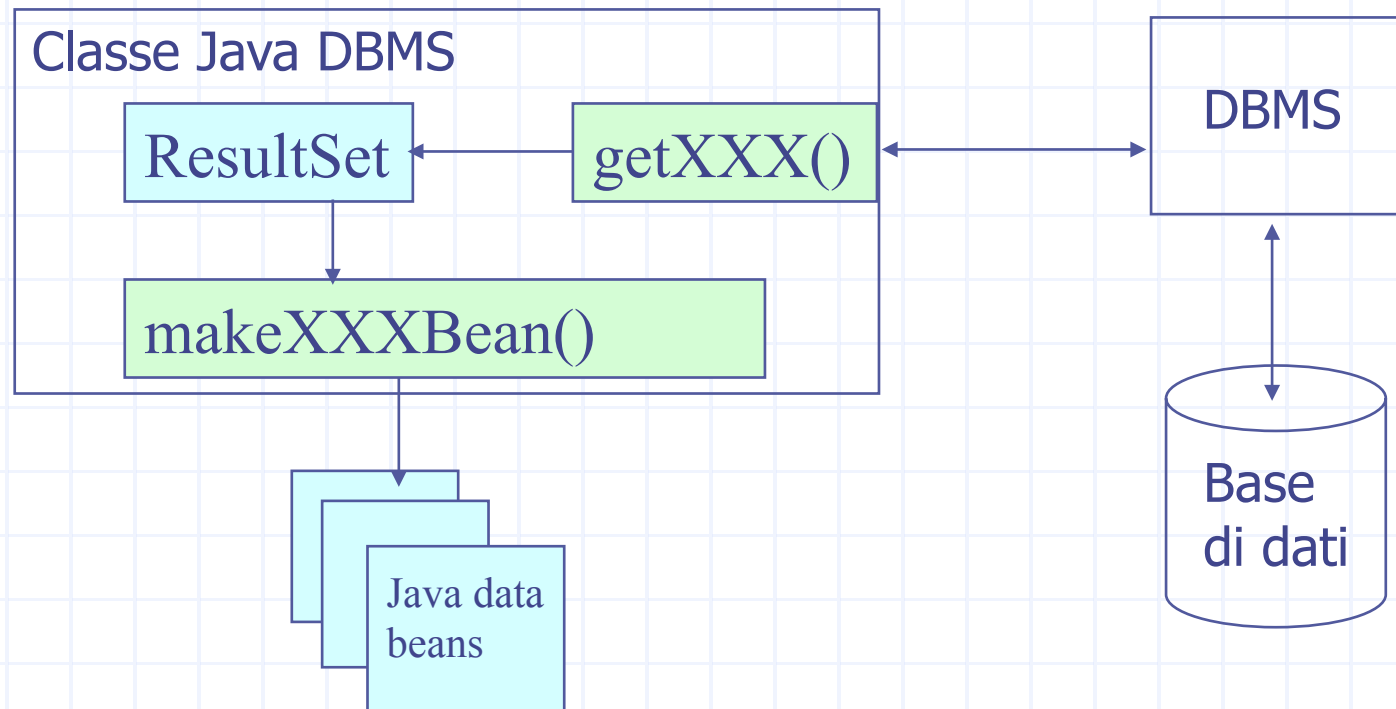 Classe Java DBMS
ResultSet
getXXX()
DBMS
makeXXXBean()
Base
di dati
Java data
beans